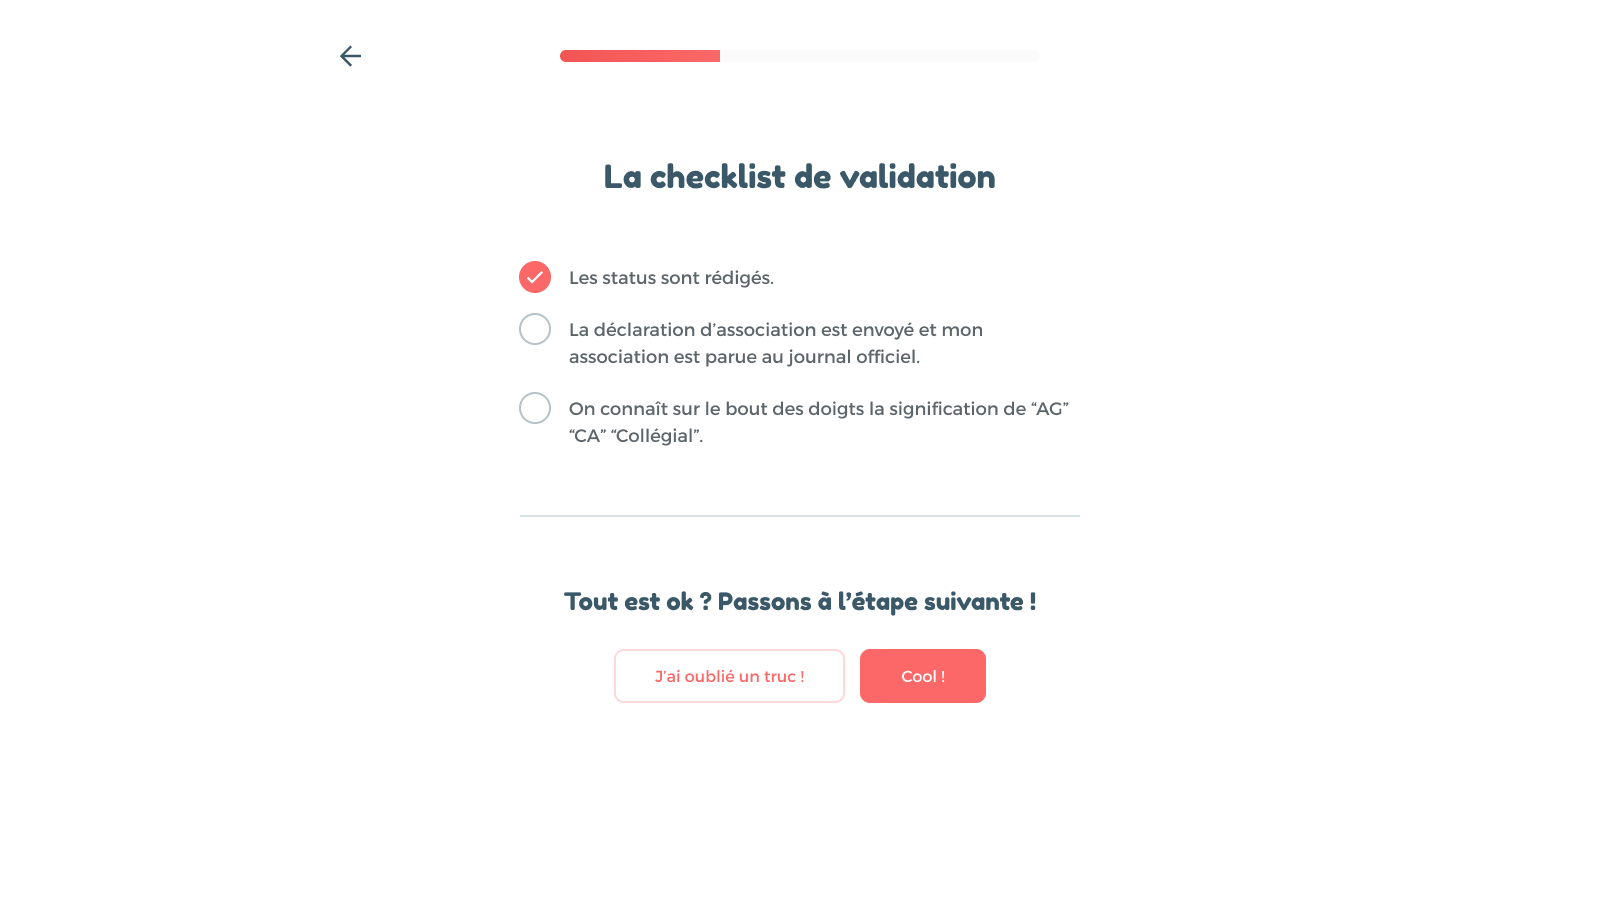 La checklist de validation
Les status sont rédigés.
La déclaration d’association est envoyé et mon
association est parue au journal officiel.
On connaît sur le bout des doigts la signification de “AG”
“CA” “Collégial”.
Tout est ok ? Passons à l’étape suivante !
J’ai oublié un truc !
Cool !